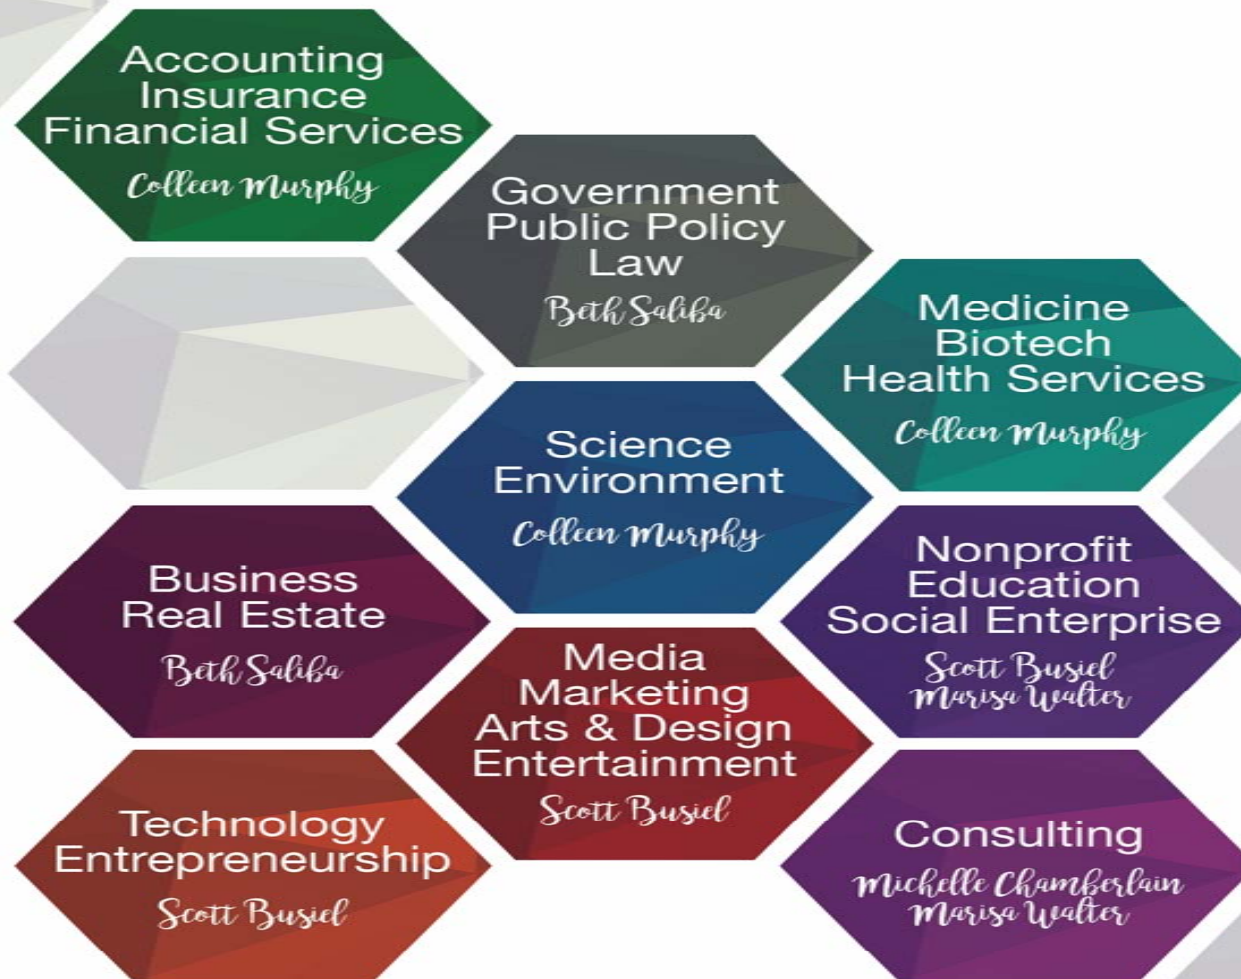 Accounting
Insurance
Financial Services
Colleen Murphy
Government
Public Policy
Law
Beth Saliba
Medicine
Biotech
Health Services
Colleen Murphy
Science
Environment
Colleen Murphy
Business
Real Estate
Beth Saliba
Nonprofit
Education
Social Enterprise
Scott Busiel
Marisa Walter
Media
Marketing
Arts & Design
Entertainment
Scott Busiel
Technology
Entrepreneurship
Scott Busiel
Consulting
Michelle Chamberlain
Marisa Walter